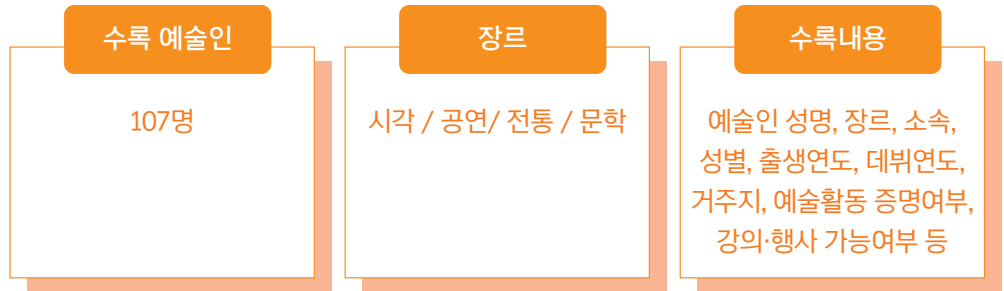 수록 예술인
107명
장르
시각 / 공연/ 전통 / 문학
수록내용
예술인 성명, 장르, 소속,
성별, 출생연도, 데뷔연도,
거주지, 예술활동 증명여부,
강의·행사 가능여부 등